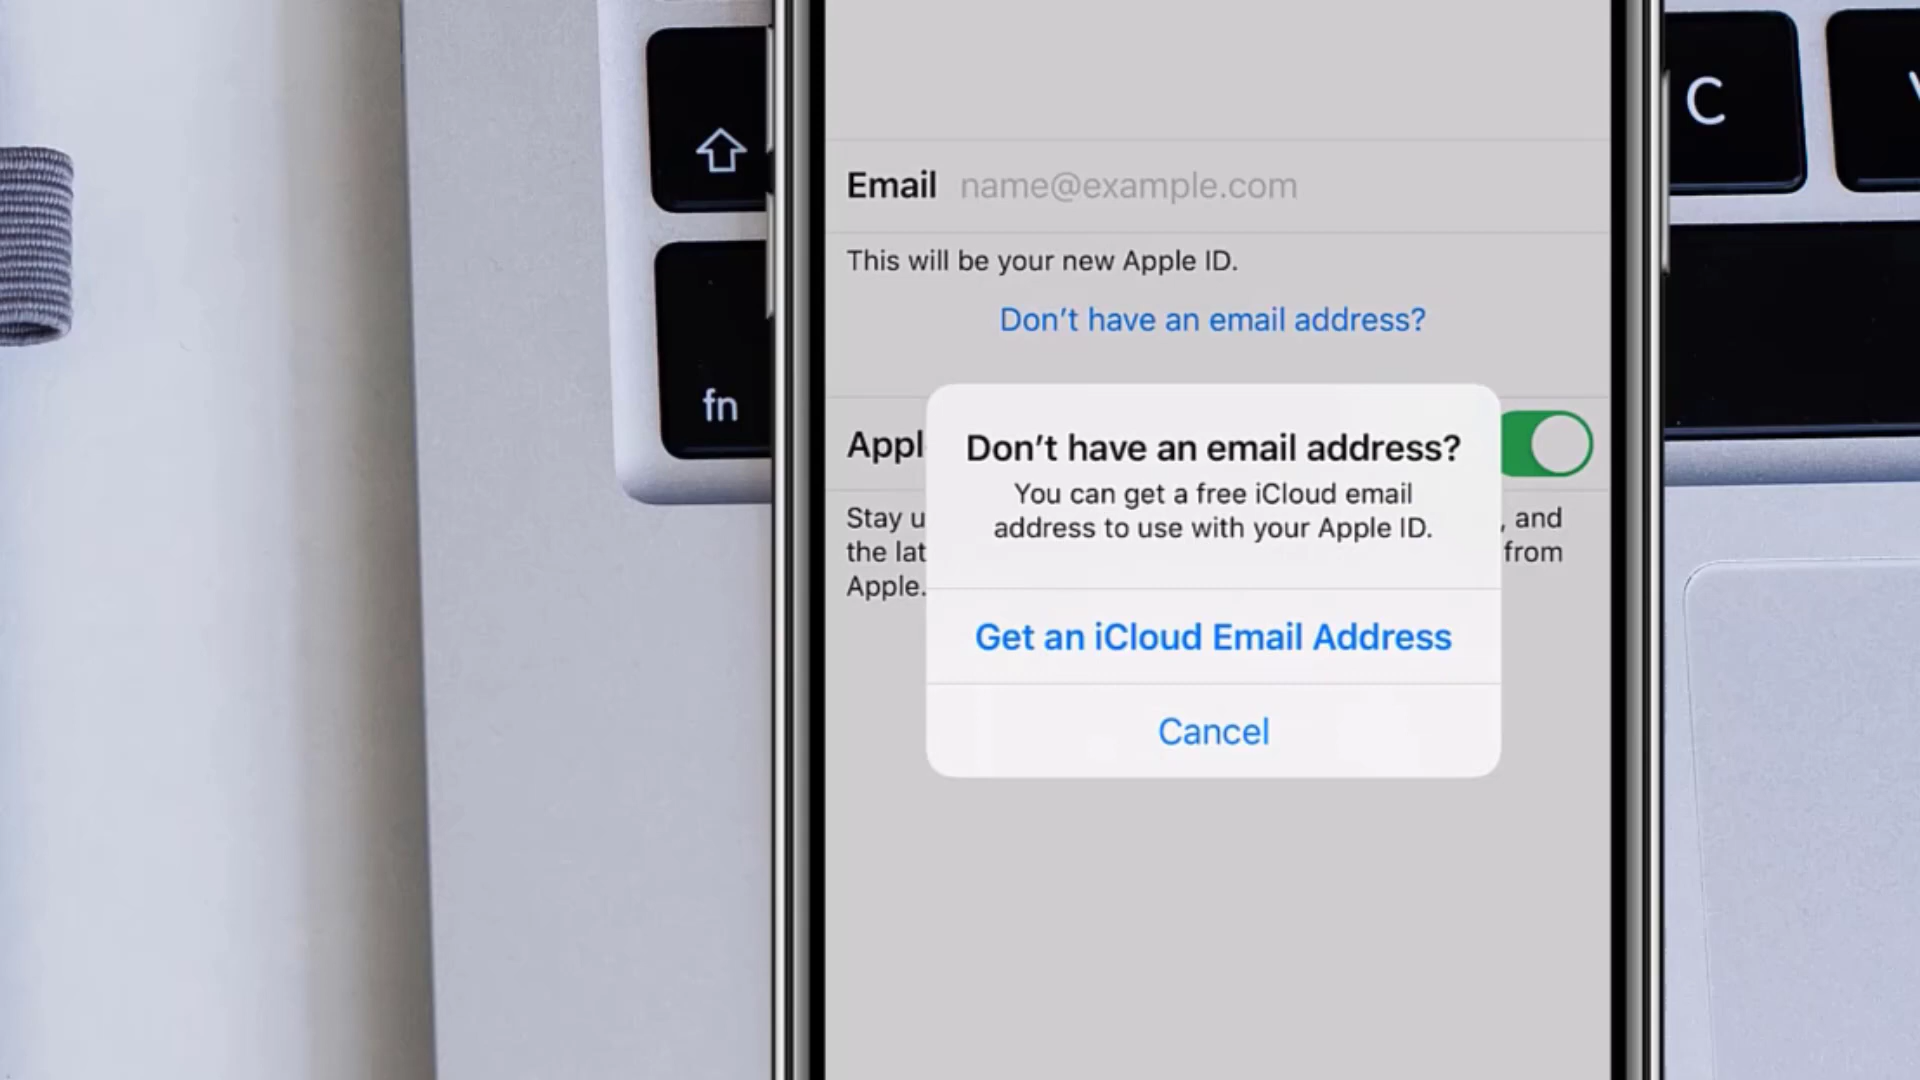 C
Email name@example.com
This will be your new Apple ID.
Don't have an email address?
fn
Appl
Don't have an email address?
You can get a free iCloud email
address to use with your Apple ID.
Stay u
, and
the lat
from
Apple.
Get an iCloud Email Address
Cancel